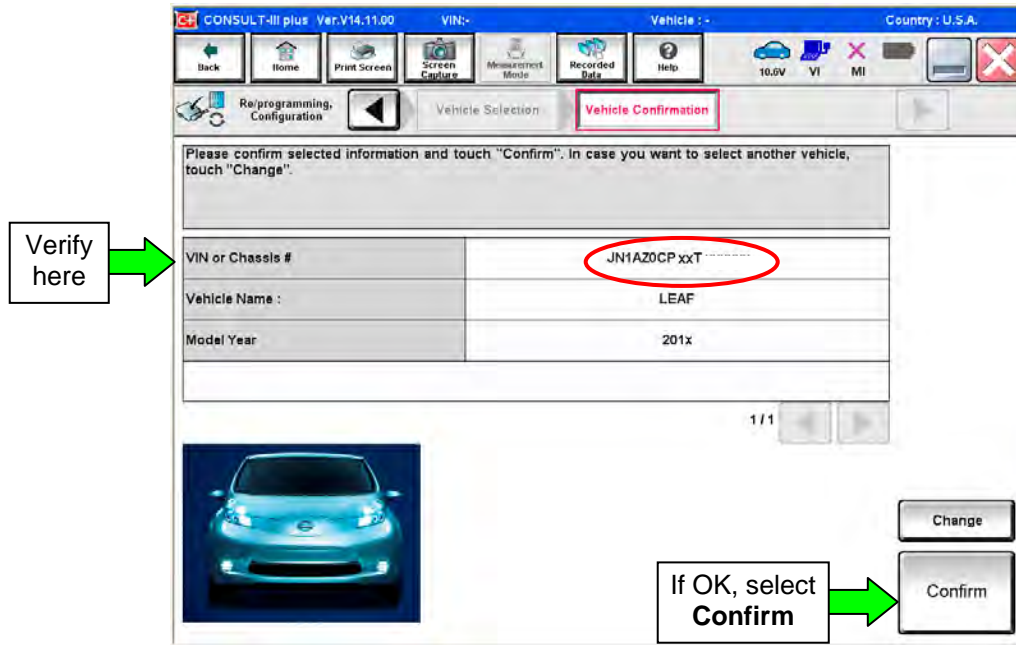 CONSULT-III plus Ver.V14.11.00 VIN:- Vehicle : - Country : U.S.A.
Back
Home
Print Screen
Screen Capture
Measurement Mode
Recorded Data
Help
10.6V
VI
MI
Re/programming, Configuration
Vehicle Selection
Vehicle Confirmation
Please confirm selected information and touch "Confirm". In case you want to select another vehicle,
touch "Change".
Verify
here
VIN or Chassis # JN1AZ0CP xxT
Vehicle Name : LEAF
Model Year 201x
1/1
Change
If OK, select
Confirm
Confirm